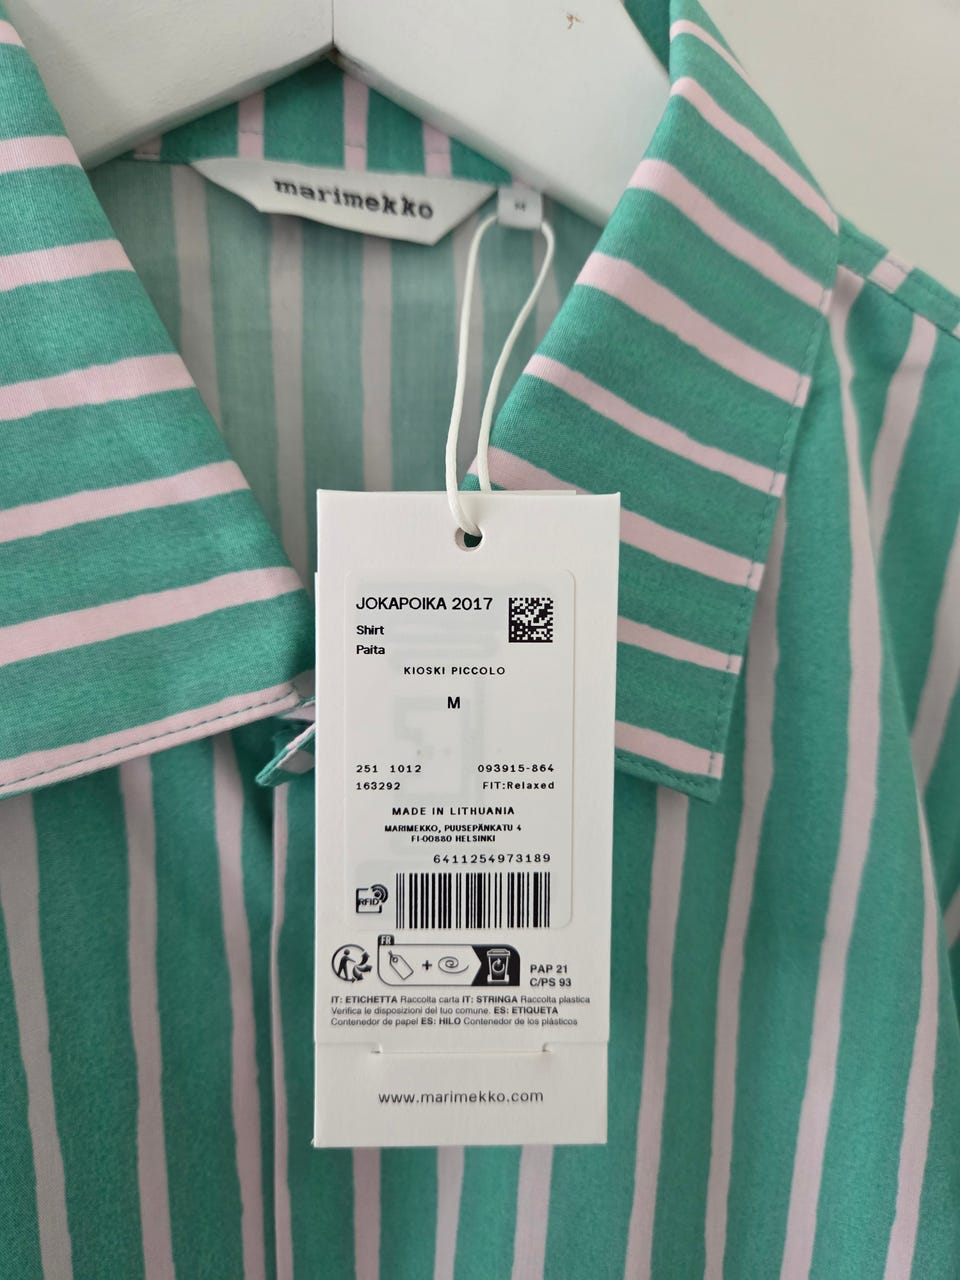 marimekko
M
JOKAPOIKA 2017
Shirt
Paita
KIOSKI PICCOLO
M
251 1012 093915-864
163292 FIT:Relaxed
MADE IN LITHUANIA
MARIMEKKO, PUUSEPÄNKATU 4
FI-00880 HELSINKI
6411254973189
RFID
FR
+
PAP 21
C/PS 93
IT: ETICHETTA Raccolta carta IT: STRINGA Raccolta plastica
Verifica le disposizioni del tuo comune. ES: ETIQUETA
Contenedor de papel ES: HILO Contenedor de los plásticos
www.marimekko.com